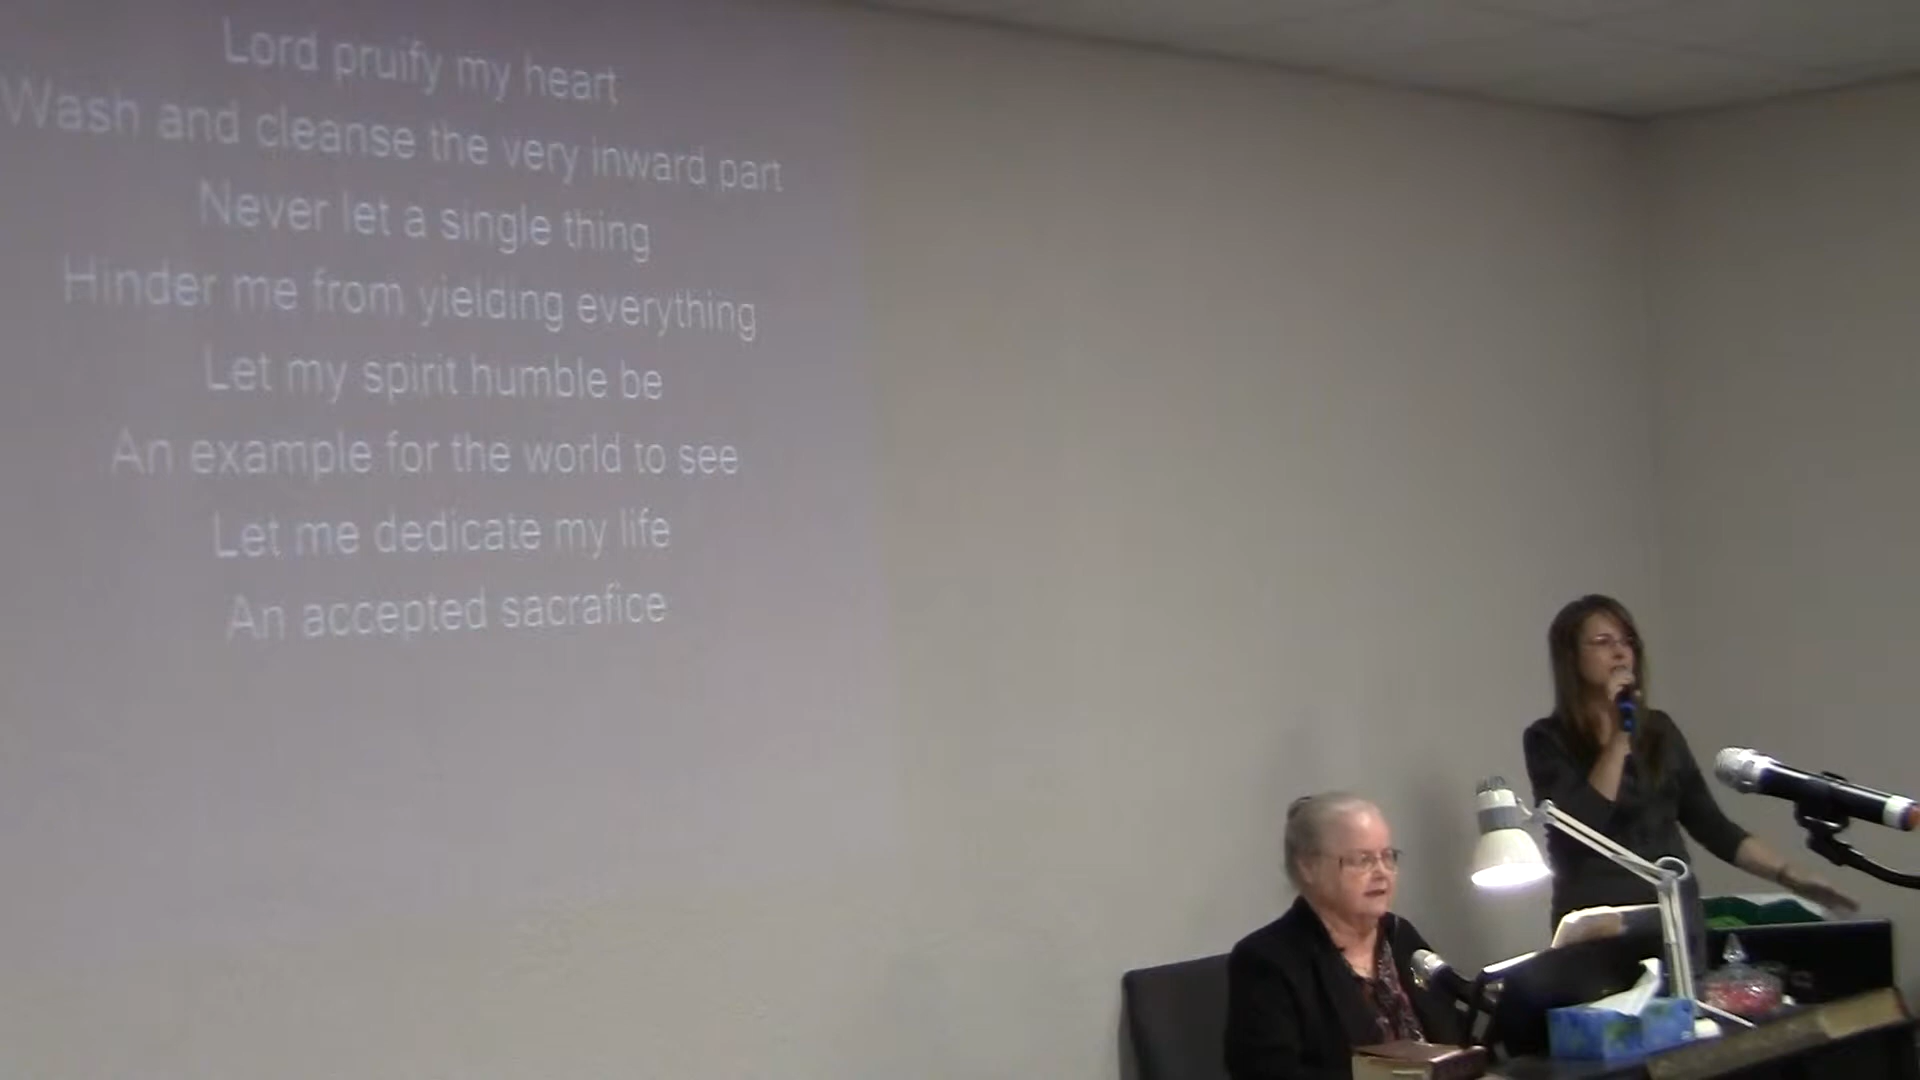 Lord pruify my heart
Wash and cleanse the very inward part
Never let a single thing
Hinder me from yielding everything
Let my spirit humble be
An example for the world to see
Let me dedicate my life
An accepted sacrafice